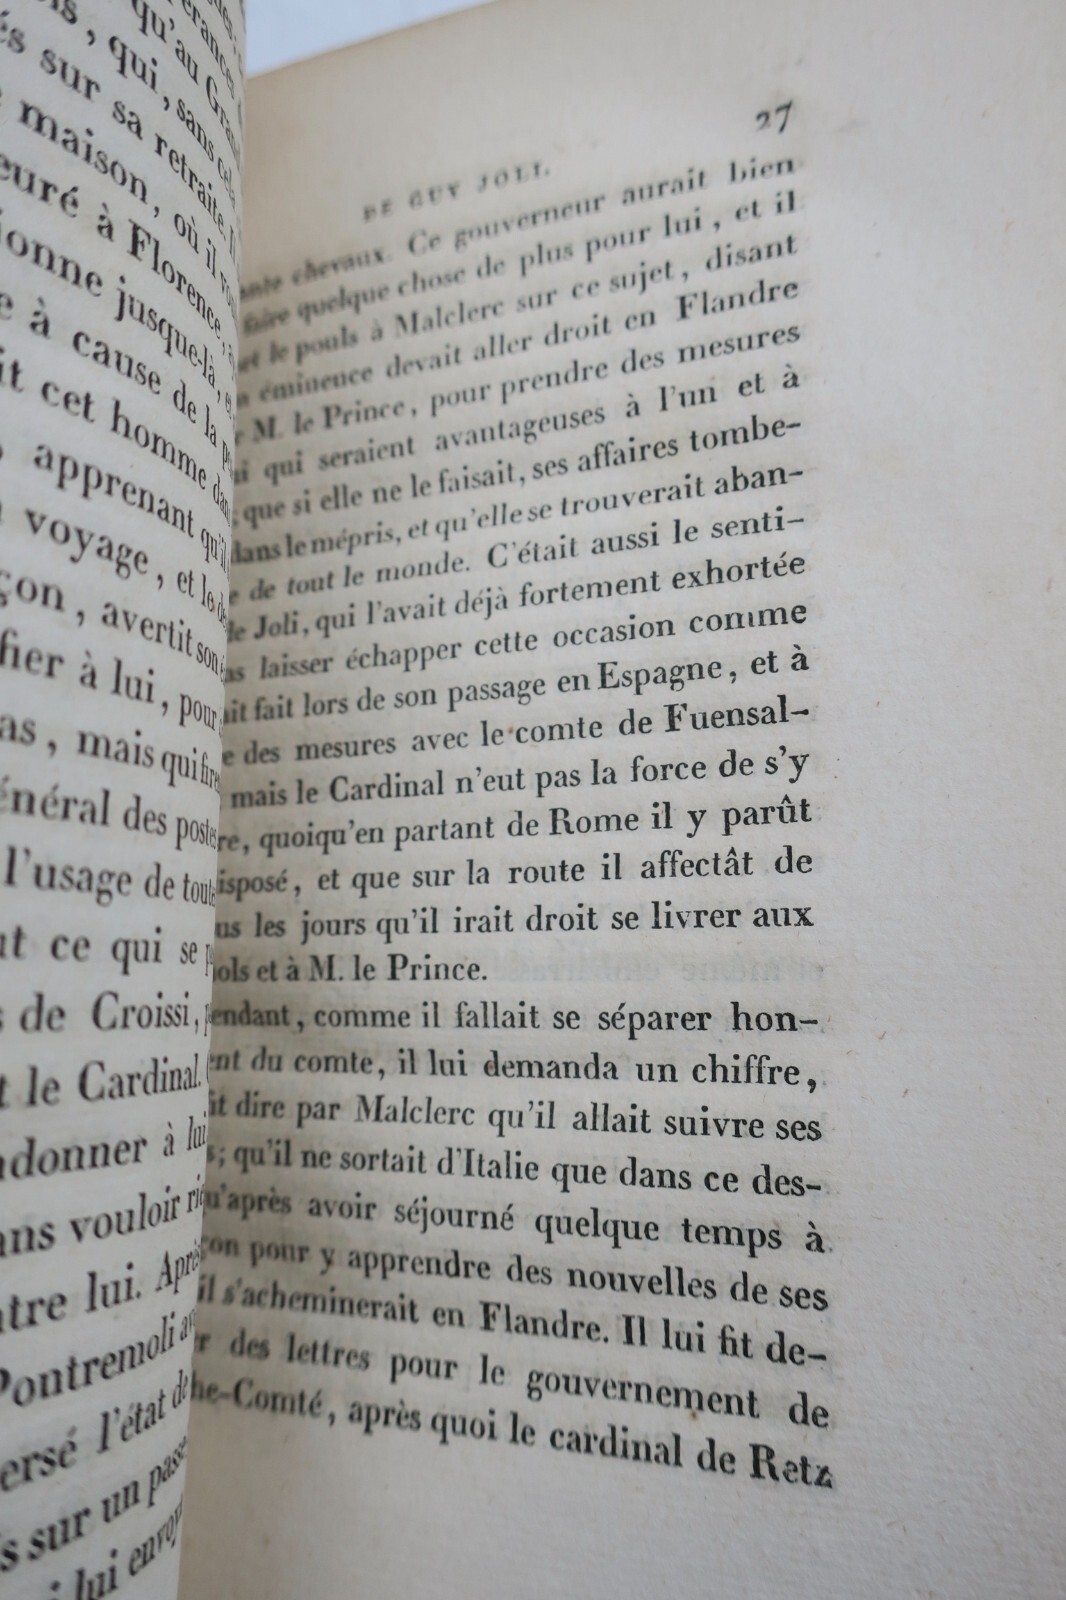 qu'au
, qui, sans
sur sa retraite.
maison, où il
à Florence,
jusque-là,
à cause de la
cet homme
apprenant
voyage, et le
, avertit son
à lui, pour
, mais qui
des postes
l'usage de
ce qui se
de Croissi,
le Cardinal.
à lui
vouloir
lui. Après
Pontremoli
l'état de
sur un
lui
27
DE GUY JOLI.
chevaux. Ce gouverneur aurait bien
faire quelque chose de plus pour lui, et il
le pouls à Malclerc sur ce sujet, disant
éminence devait aller droit en Flandre
M. le Prince, pour prendre des mesures
qui seraient avantageuses à l'un et à
que si elle ne le faisait, ses affaires tombe-
dans le mépris, et qu'elle se trouverait aban-
de tout le monde. C'était aussi le senti-
de Joli, qui l'avait déjà fortement exhortée
laisser échapper cette occasion comme
fait lors de son passage en Espagne, et à
des mesures avec le comte de Fuensal-
mais le Cardinal n'eut pas la force de s'y
re, quoiqu'en partant de Rome il y parût
isposé, et que sur la route il affectât de
us les jours qu'il irait droit se livrer aux
ols et à M. le Prince.
endant, comme il fallait se séparer hon-
ent du comte, il lui demanda un chiffre,
it dire par Malclerc qu'il allait suivre ses
s; qu'il ne sortait d'Italie que dans ce des-
u'après avoir séjourné quelque temps à
çon pour y apprendre des nouvelles de ses
il s'acheminerait en Flandre. Il lui fit de-
r des lettres pour le gouvernement de
he-Comté, après quoi le cardinal de Retz